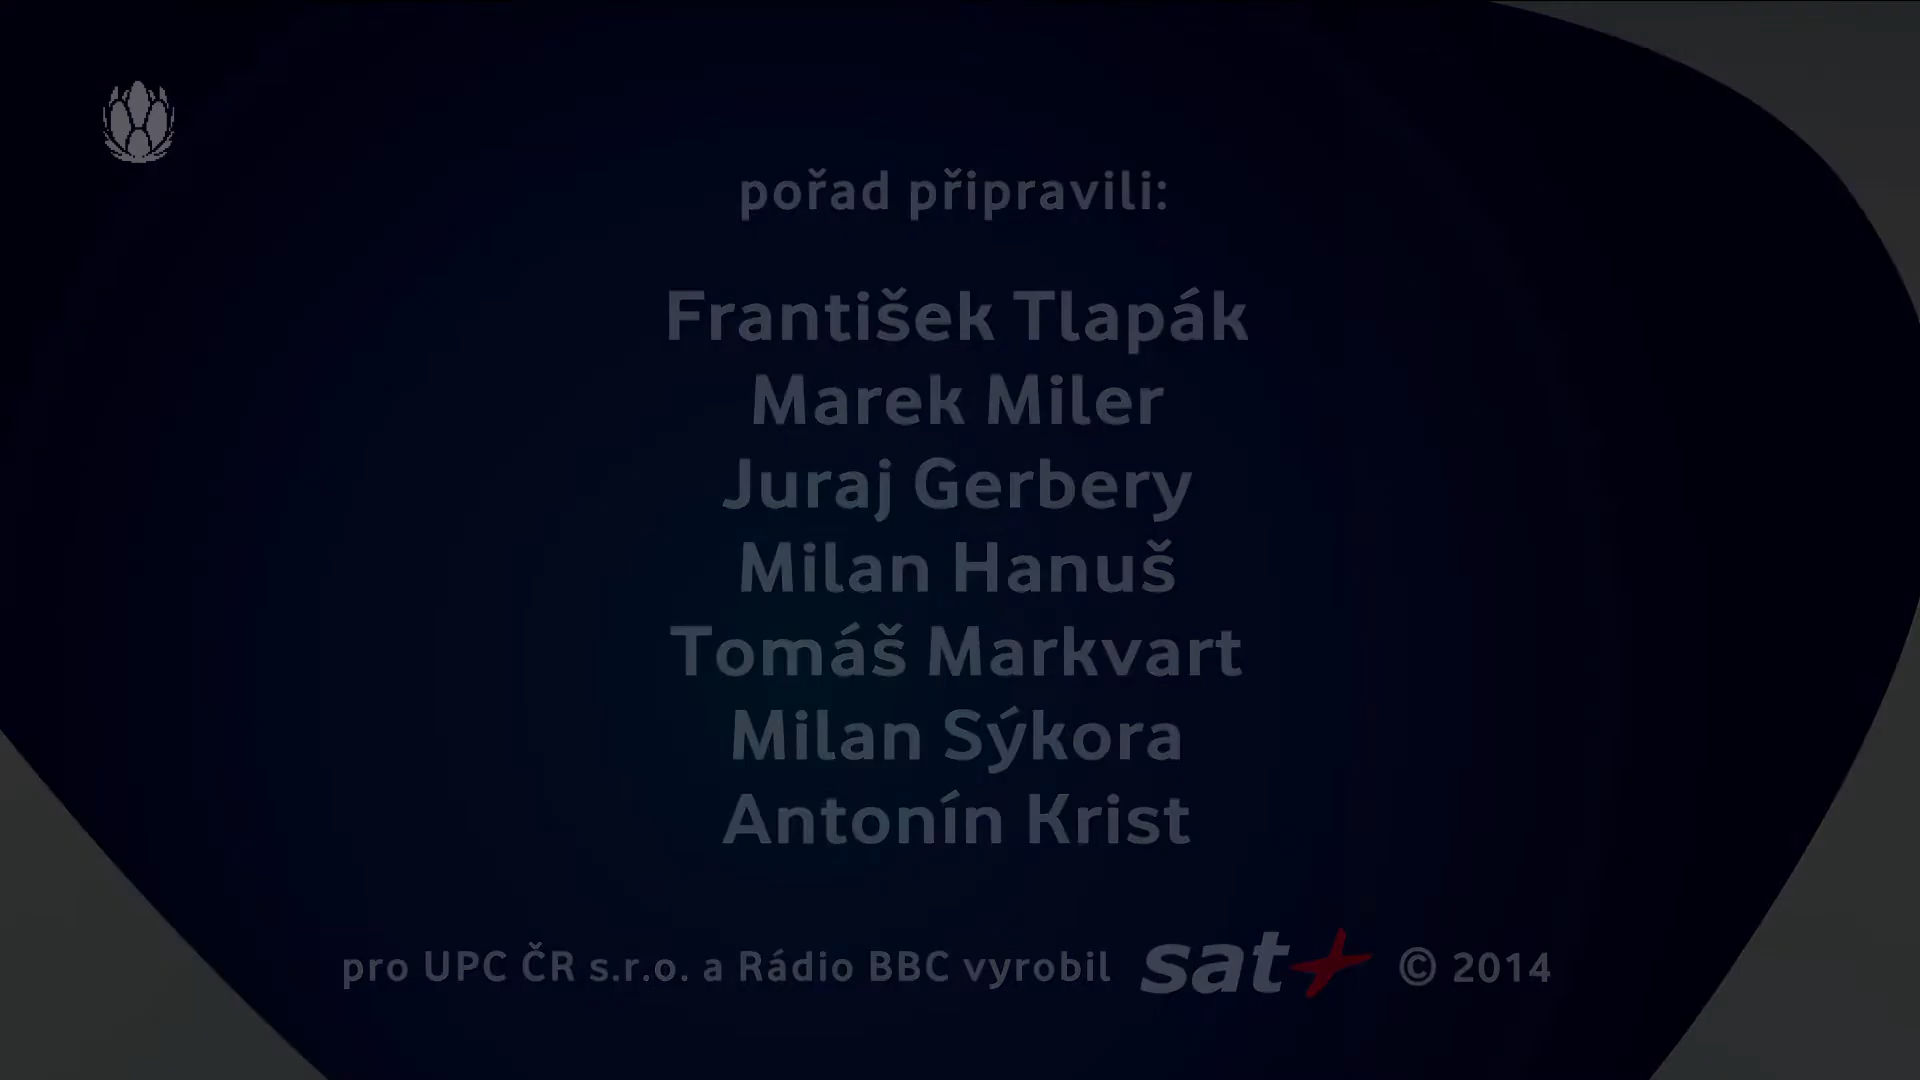 pořad připravili:
František Tlapák
Marek Miler
Juraj Gerbery
Milan Hanuš
Tomáš Markvart
Milan Sýkora
Antonín Krist
pro UPC ČR s.r.o. a Rádio BBC vyrobil sat+ © 2014